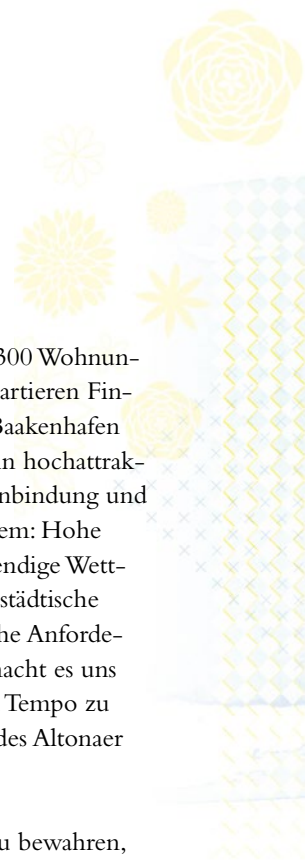 300 Wohnun-
artieren Fin-
Baakenhafen
in hochattrak-
nbindung und
em: Hohe
endige Wett-
städtische
he Anforde-
nacht es uns
Tempo zu
des Altonaer
u bewahren,